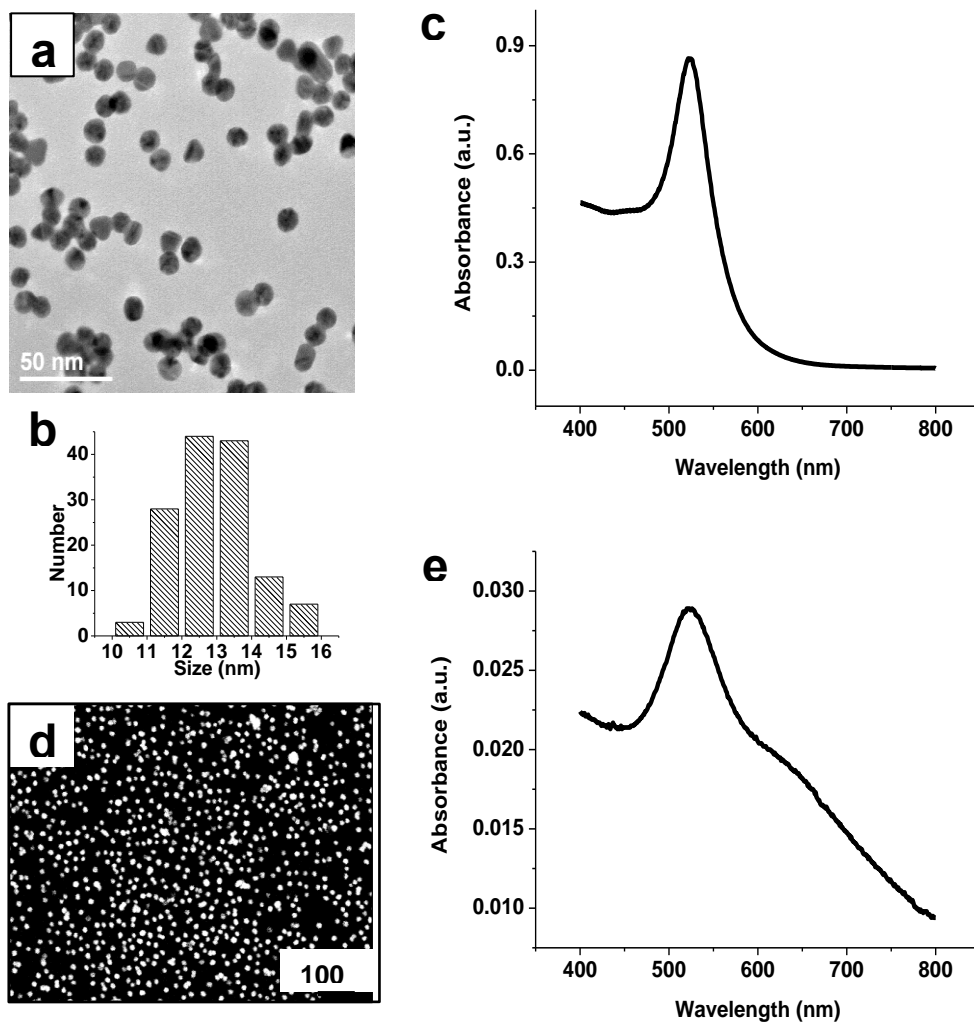 a
50 nm
b
40
30
20
10
0
Number
10 11 12 13 14 15 16
Size (nm)
d
100
c
0.9
0.6
0.3
0.0
Absorbance (a.u.)
400 500 600 700 800
Wavelength (nm)
e
0.030
0.025
0.020
0.015
0.010
Absorbance (a.u.)
400 500 600 700 800
Wavelength (nm)